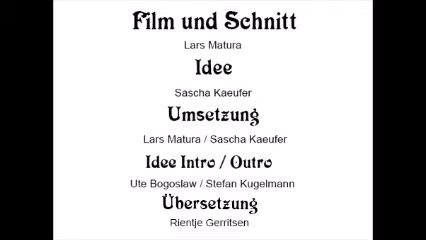 Film und Schnitt
Lars Matura
Idee
Sascha Kaeufer
Umsetzung
Lars Matura / Sascha Kaeufer
Idee Intro / Outro
Ute Bogoslaw / Stefan Kugelmann
Übersetzung
Rientje Gerritsen